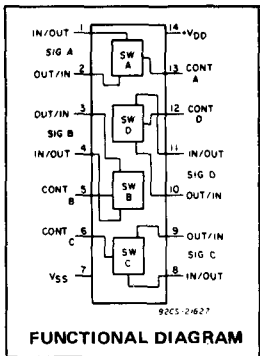 1 IN/OUT SIG A
14 +VDD
SW A
2 OUT/IN
13 CONT A
3 OUT/IN SIG B
12 CONT D
SW D
4 IN/OUT
11 IN/OUT SIG D
5 CONT B
10 OUT/IN
SW B
6 CONT C
9 OUT/IN SIG C
SW C
7 VSS
8 IN/OUT
92CS-21627
FUNCTIONAL DIAGRAM